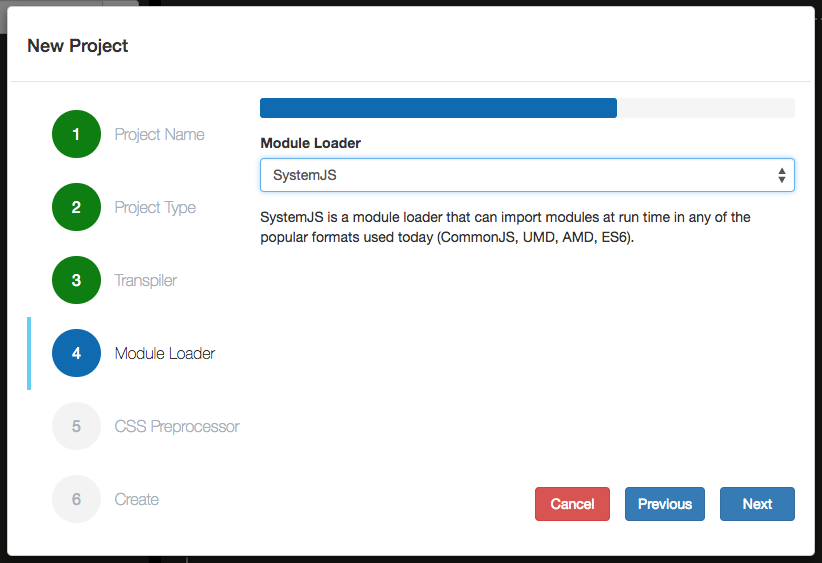 New Project
1 Project Name
2 Project Type
3 Transpiler
4 Module Loader
5 CSS Preprocessor
6 Create
Module Loader
SystemJS
SystemJS is a module loader that can import modules at run time in any of the
popular formats used today (CommonJS, UMD, AMD, ES6).
Cancel Previous Next